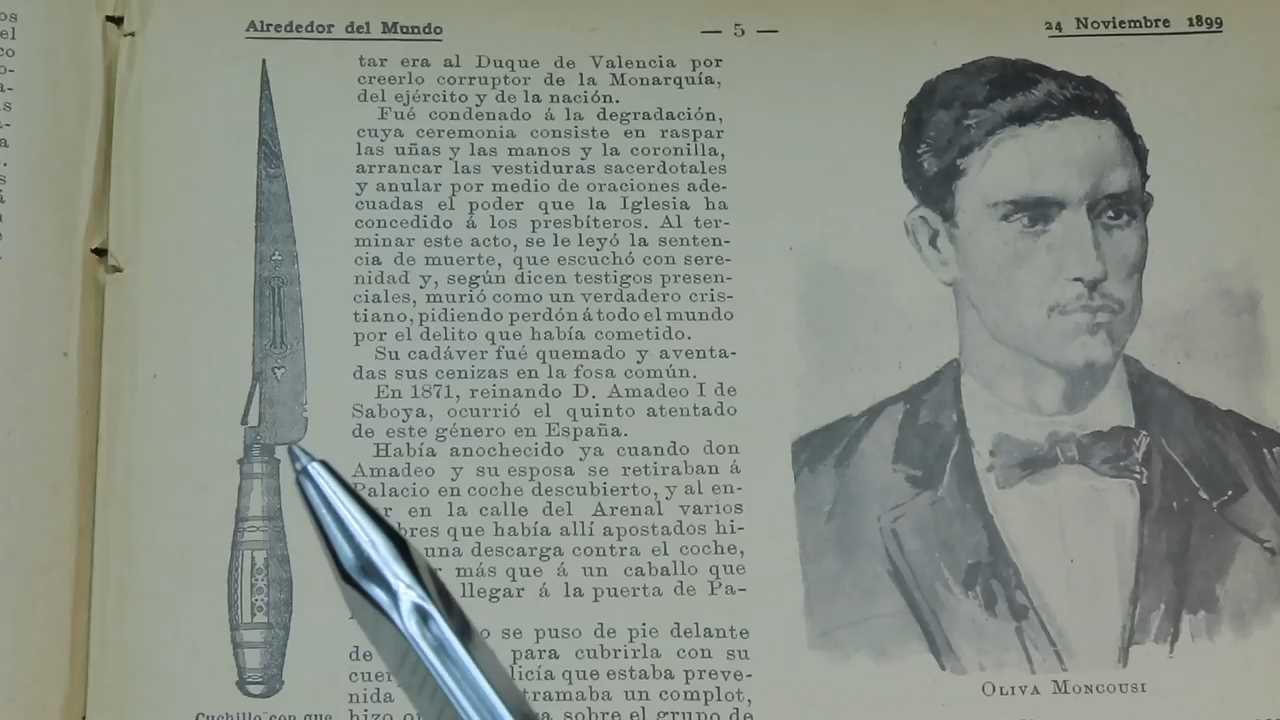 Alrededor del Mundo
— 5 —
24 Noviembre 1899
tar era al Duque de Valencia por
creerlo corruptor de la Monarquía,
del ejército y de la nación.
Fué condenado á la degradación,
cuya ceremonia consiste en raspar
las uñas y las manos y la coronilla,
arrancar las vestiduras sacerdotales
y anular por medio de oraciones ade-
cuadas el poder que la Iglesia ha
concedido á los presbíteros. Al ter-
minar este acto, se le leyó la senten-
cia de muerte, que escuchó con sere-
nidad y, según dicen testigos presen-
ciales, murió como un verdadero cris-
tiano, pidiendo perdón á todo el mundo
por el delito que había cometido.
Su cadáver fué quemado y aventa-
das sus cenizas en la fosa común.
En 1871, reinando D. Amadeo I de
Saboya, ocurrió el quinto atentado
de este género en España.
Había anochecido ya cuando don
Amadeo y su esposa se retiraban á
Palacio en coche descubierto, y al en-
en la calle del Arenal varios
que había allí apostados hi-
una descarga contra el coche,
más que á un caballo que
llegar á la puerta de Pa-
se puso de pie delante
de para cubrirla con su
que estaba preve-
nida tramaba un complot,
hizo sobre el grupo de
Cuchillo con que
OLIVA MONCOUSI